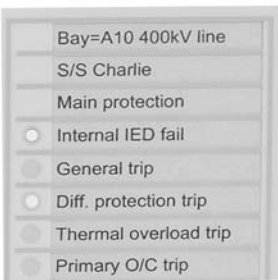 Bay=A10 400kV line
S/S Charlie
Main protection
Internal IED fail
General trip
Diff. protection trip
Thermal overload trip
Primary O/C trip